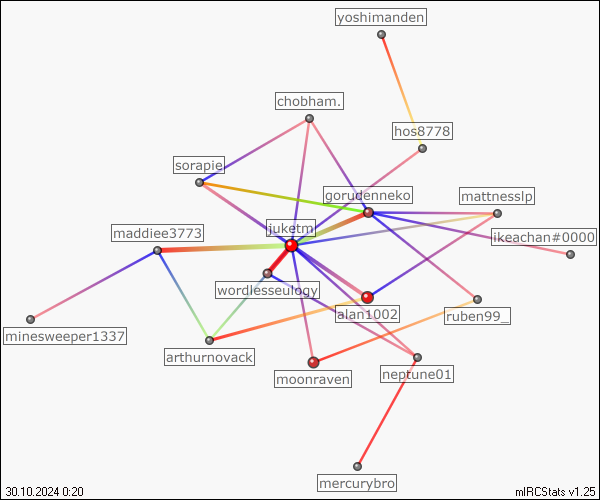 yoshimanden
chobham.
hos8778
sorapie
gorudenneko
mattnesslp
juketm
maddiee3773
ikeachan#0000
wordlesseulogy
alan1002
ruben99_
minesweeper1337
arthurnovack
neptune01
moonraven
mercurybro
30.10.2024 0:20
mIRCStats v1.25